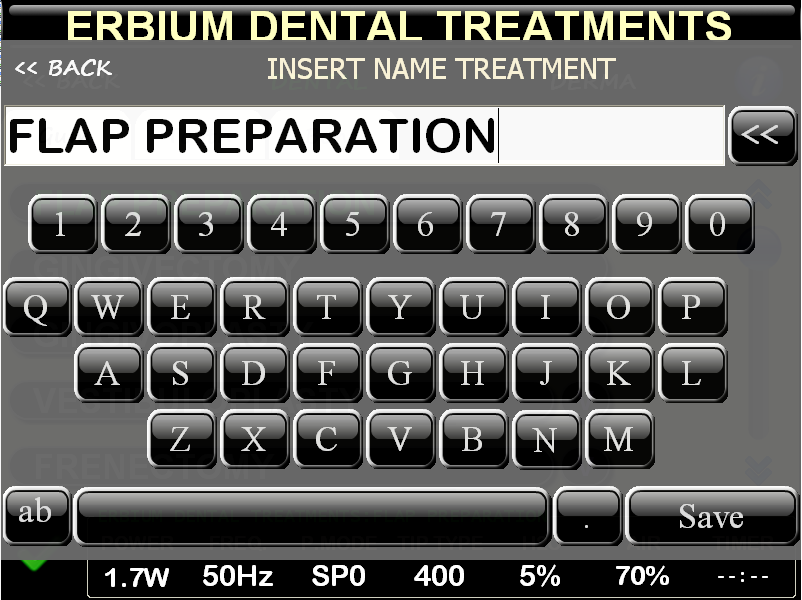 ERBIUM DENTAL TREATMENTS
<< BACK
INSERT NAME TREATMENT
FLAP PREPARATION
<<
1 2 3 4 5 6 7 8 9 0
Q W E R T Y U I O P
A S D F G H J K L
Z X C V B N M
ab . Save
1.7W 50Hz SP0 400 5% 70% --:--